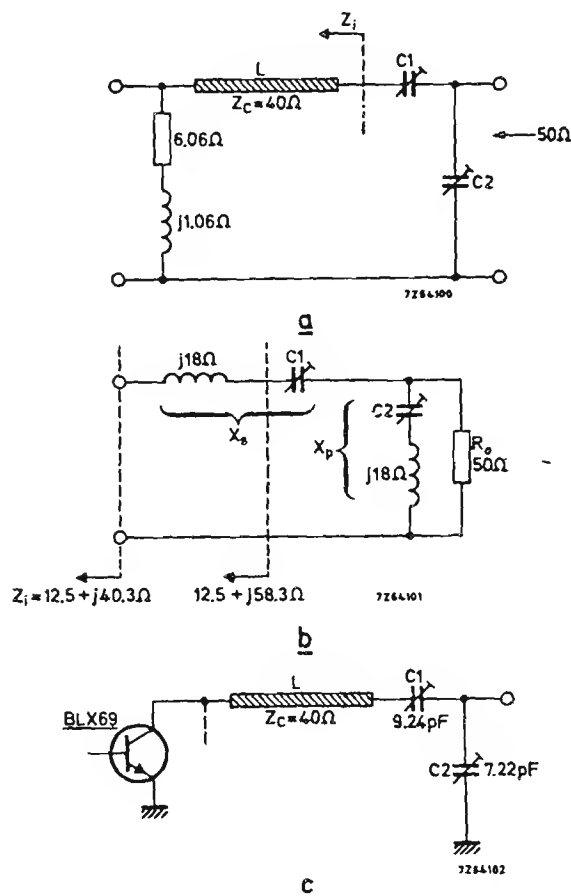 Zi
L
C1
ZC=40Ω
6.06Ω
50Ω
C2
j1.06Ω
7Z64100
a
j18Ω
C1
Xs
C2
Xp
Ro
50Ω
j18Ω
Zi=12.5+j40.3Ω
12.5+j58.3Ω
7Z64101
b
L
C1
BLX69
ZC=40Ω
9.24pF
C2
7.22pF
7Z64102
c